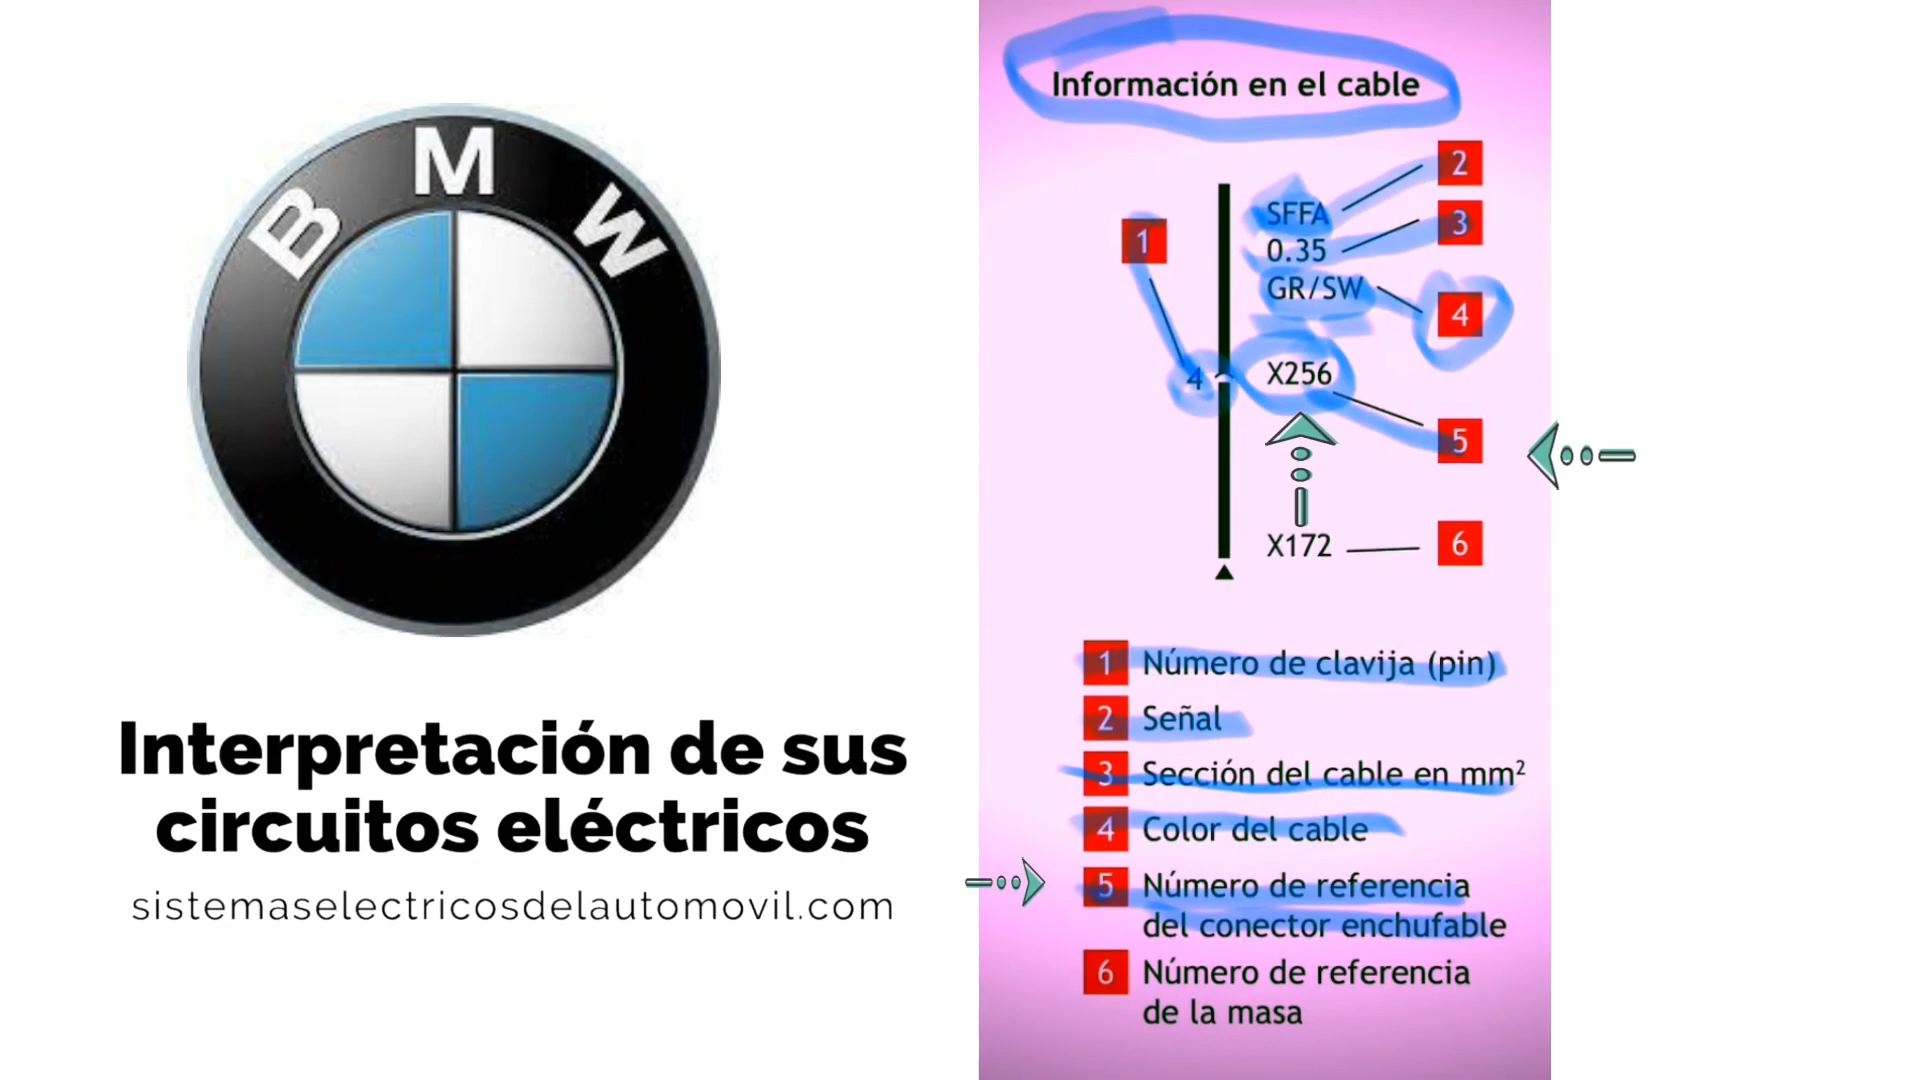 BMW
Interpretación de sus
circuitos eléctricos
sistemaselectricosdelautomovil.com
Información en el cable
2
SFFA
3
1
0.35
GR/SW
4
4
X256
5
X172
6
1 Número de clavija (pin)
2 Señal
3 Sección del cable en mm²
4 Color del cable
5 Número de referencia
del conector enchufable
6 Número de referencia
de la masa